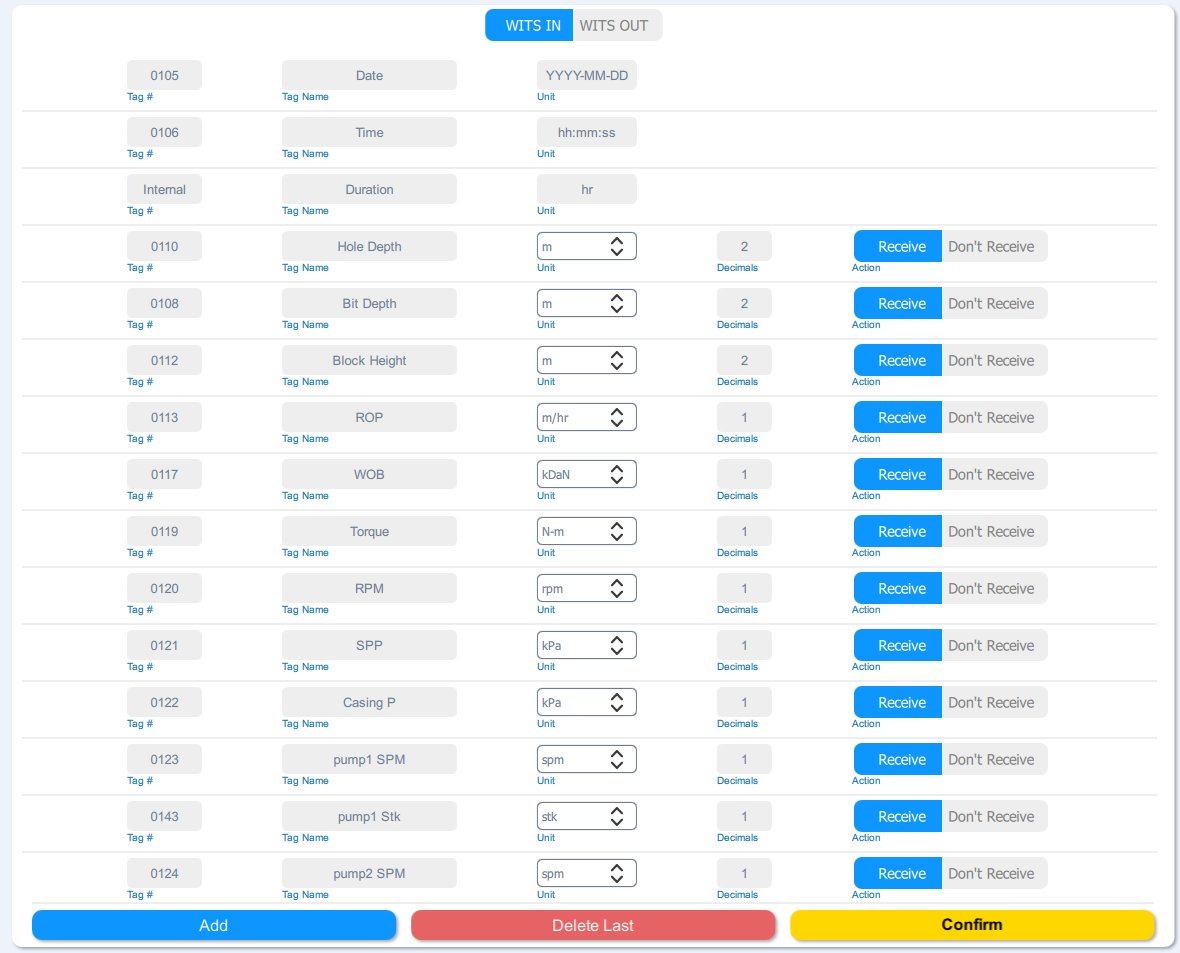 WITS IN WITS OUT
0105 Date YYYY-MM-DD
Tag # Tag Name Unit
0106 Time hh:mm:ss
Tag # Tag Name Unit
Internal Duration hr
Tag # Tag Name Unit
0110 Hole Depth m 2 Receive Don't Receive
Tag # Tag Name Unit Decimals Action
0108 Bit Depth m 2 Receive Don't Receive
Tag # Tag Name Unit Decimals Action
0112 Block Height m 2 Receive Don't Receive
Tag # Tag Name Unit Decimals Action
0113 ROP m/hr 1 Receive Don't Receive
Tag # Tag Name Unit Decimals Action
0117 WOB kDaN 1 Receive Don't Receive
Tag # Tag Name Unit Decimals Action
0119 Torque N-m 1 Receive Don't Receive
Tag # Tag Name Unit Decimals Action
0120 RPM rpm 1 Receive Don't Receive
Tag # Tag Name Unit Decimals Action
0121 SPP kPa 1 Receive Don't Receive
Tag # Tag Name Unit Decimals Action
0122 Casing P kPa 1 Receive Don't Receive
Tag # Tag Name Unit Decimals Action
0123 pump1 SPM spm 1 Receive Don't Receive
Tag # Tag Name Unit Decimals Action
0143 pump1 Stk stk 1 Receive Don't Receive
Tag # Tag Name Unit Decimals Action
0124 pump2 SPM spm 1 Receive Don't Receive
Tag # Tag Name Unit Decimals Action
Add Delete Last Confirm